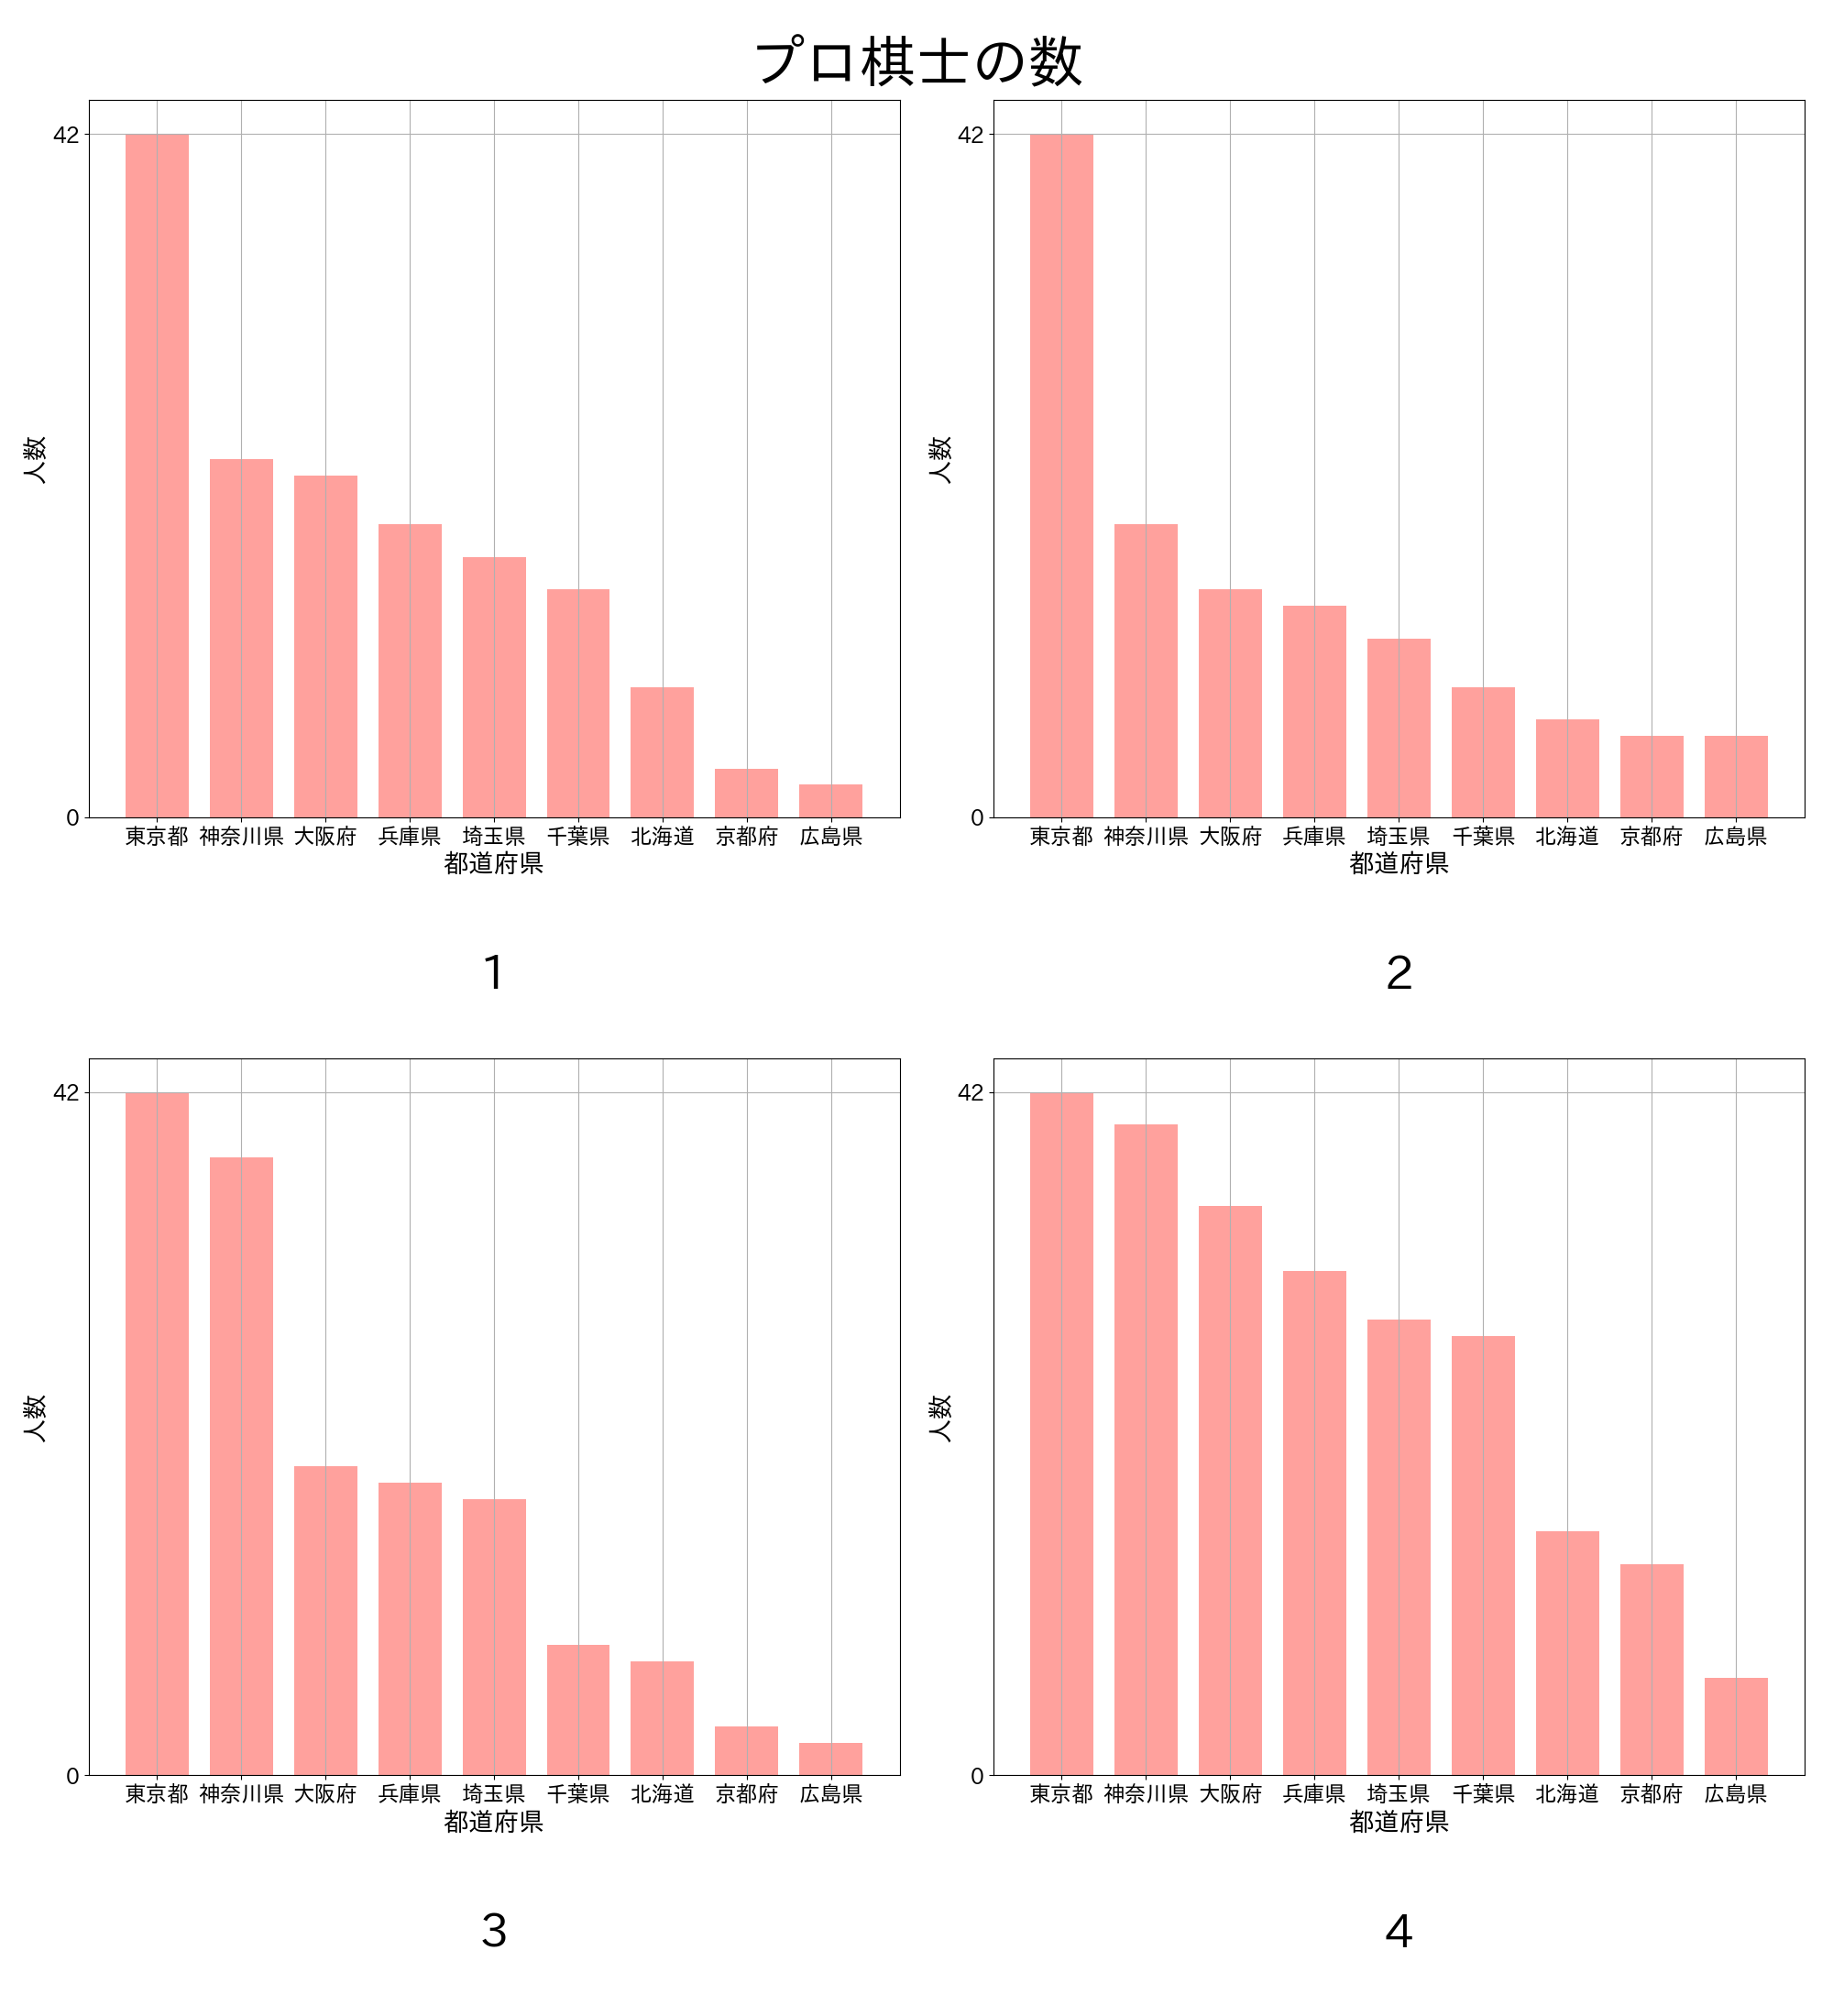 プロ棋士の数
42
0
人数
東京都 神奈川県 大阪府 兵庫県 埼玉県 千葉県 北海道 京都府 広島県
都道府県
1
42
0
人数
東京都 神奈川県 大阪府 兵庫県 埼玉県 千葉県 北海道 京都府 広島県
都道府県
2
42
0
人数
東京都 神奈川県 大阪府 兵庫県 埼玉県 千葉県 北海道 京都府 広島県
都道府県
3
42
0
人数
東京都 神奈川県 大阪府 兵庫県 埼玉県 千葉県 北海道 京都府 広島県
都道府県
4